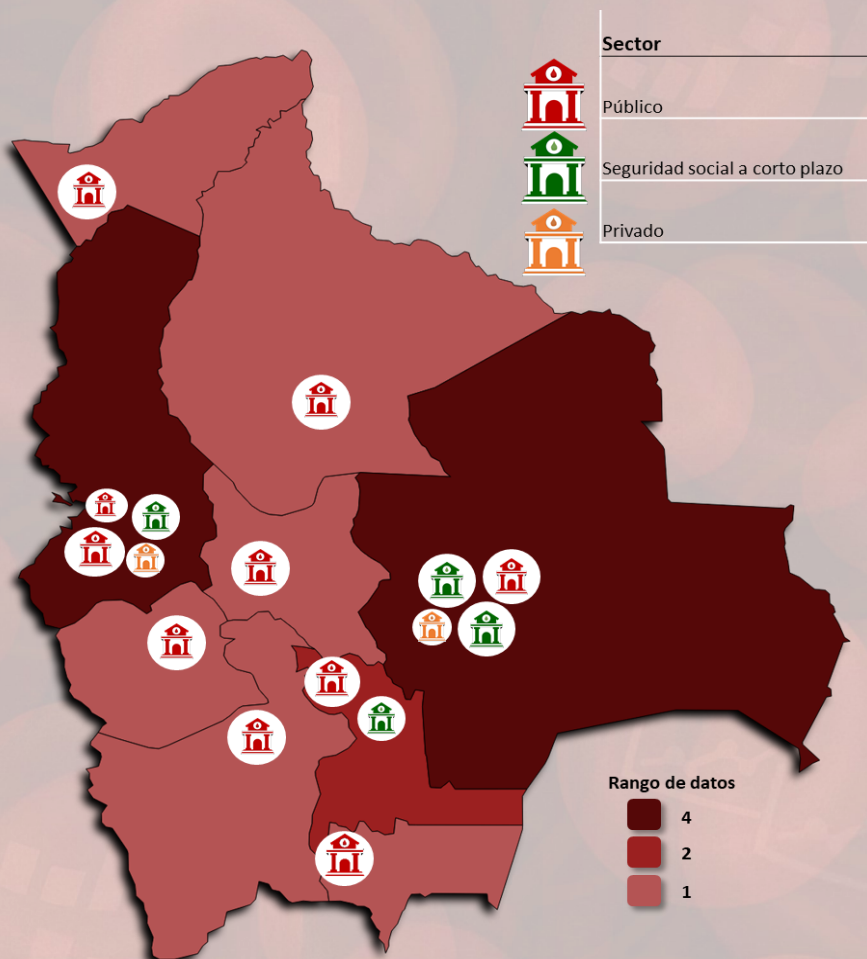 Sector
Público
Seguridad social a corto plazo
Privado
Rango de datos
4
2
1